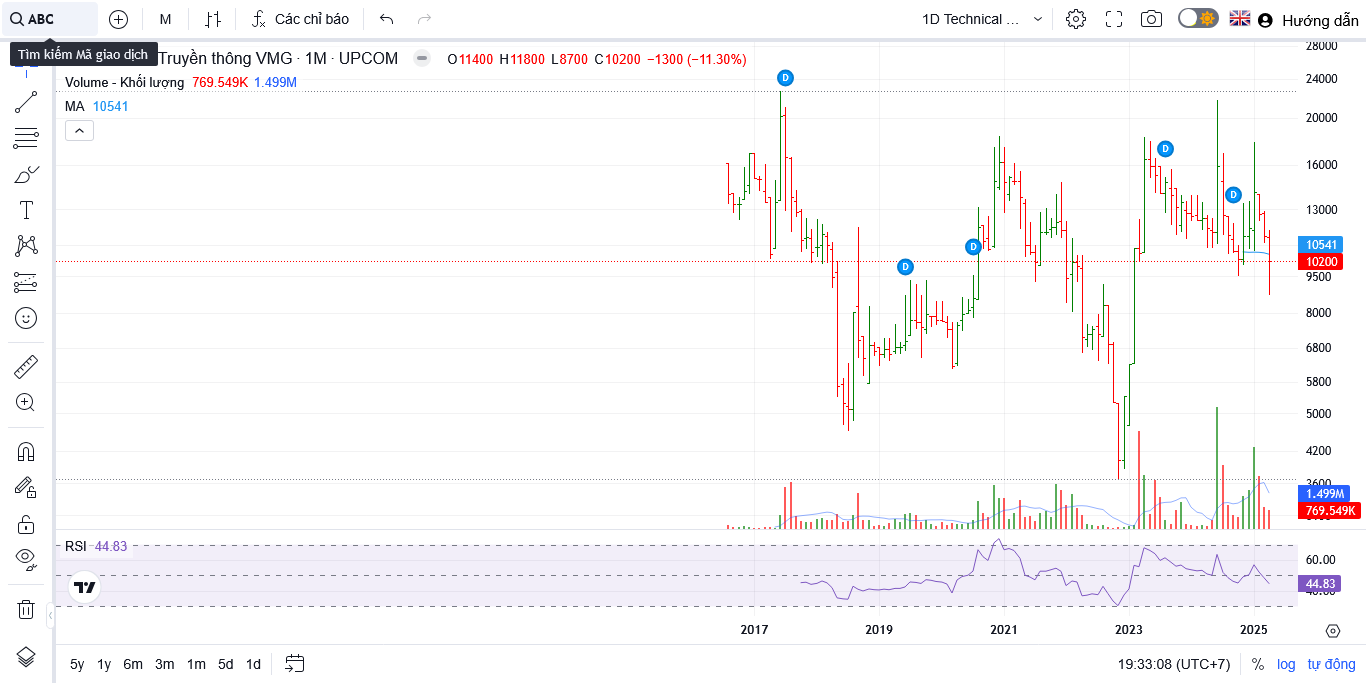 ABC
M
Các chỉ báo
1D Technical ...
Hướng dẫn
Tìm kiếm Mã giao dịch
Truyền thông VMG · 1M · UPCOM
O11400 H11800 L8700 C10200 −1300 (−11.30%)
Volume - Khối lượng 769.549K 1.499M
MA 10541
D
D
D
D
D
28000
24000
20000
16000
13000
10541
10200
9500
8000
6800
5800
5000
4200
3600
1.499M
769.549K
RSI 44.83
60.00
44.83
40.00
2017 2019 2021 2023 2025
5y 1y 6m 3m 1m 5d 1d
19:33:08 (UTC+7) % log tự động